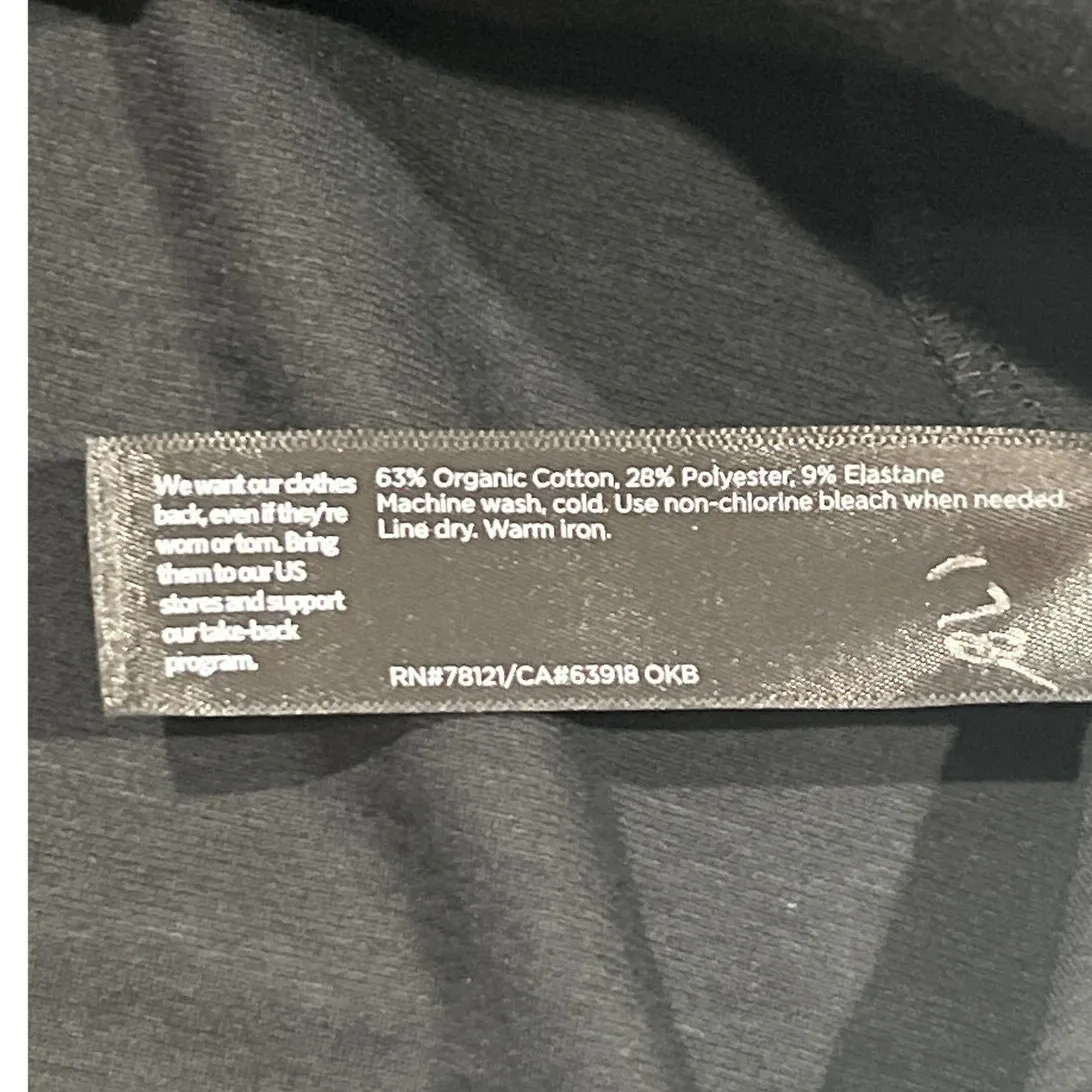 We want our clothes
back, even if they're
worn or torn. Bring
them to our US
stores and support
our take-back
program.
63% Organic Cotton, 28% Polyester, 9% Elastane
Machine wash, cold. Use non-chlorine bleach when needed.
Line dry. Warm iron.
RN#78121/CA#63918 OKB